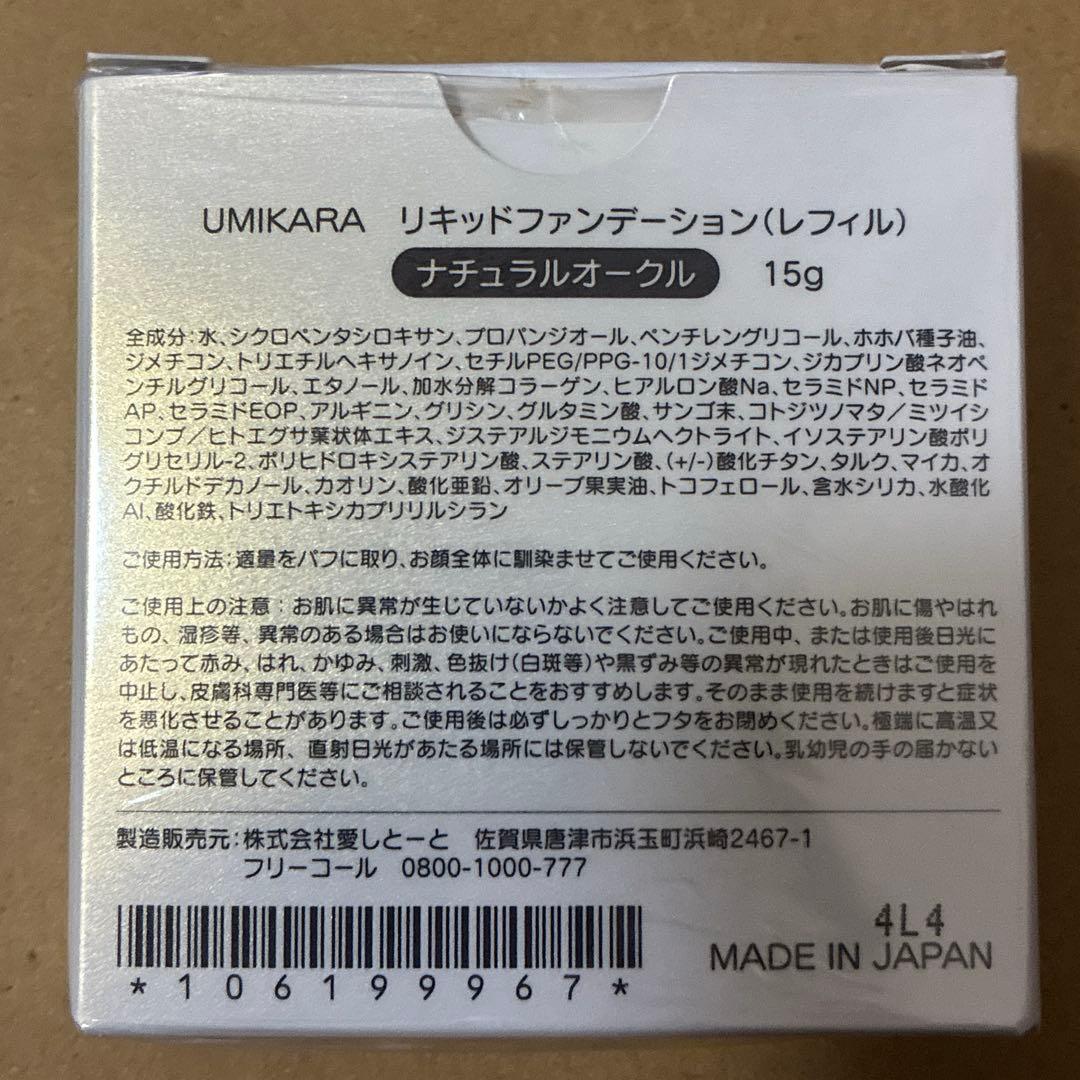 UMIKARA リキッドファンデーション(レフィル)
ナチュラルオークル 15g
全成分:水、シクロペンタシロキサン、プロパンジオール、ペンチレングリコール、ホホバ種子油、
ジメチコン、トリエチルヘキサノイン、セチルPEG/PPG-10/1ジメチコン、ジカプリン酸ネオペ
ンチルグリコール、エタノール、加水分解コラーゲン、ヒアルロン酸Na、セラミドNP、セラミド
AP、セラミドEOP、アルギニン、グリシン、グルタミン酸、サンゴ末、コトジツノマタ/ミツイシ
コンブ/ヒトエグサ葉状体エキス、ジステアルジモニウムヘクトライト、イソステアリン酸ポリ
グリセリル-2、ポリヒドロキシステアリン酸、ステアリン酸、(+/-)酸化チタン、タルク、マイカ、オ
クチルドデカノール、カオリン、酸化亜鉛、オリーブ果実油、トコフェロール、含水シリカ、水酸化
Al、酸化鉄、トリエトキシカプリリルシラン
ご使用方法:適量をパフに取り、お顔全体に馴染ませてご使用ください。
ご使用上の注意:お肌に異常が生じていないかよく注意してご使用ください。お肌に傷やはれ
もの、湿疹等、異常のある場合はお使いにならないでください。ご使用中、または使用後日光に
あたって赤み、はれ、かゆみ、刺激、色抜け(白斑等)や黒ずみ等の異常が現れたときはご使用を
中止し、皮膚科専門医等にご相談されることをおすすめします。そのまま使用を続けますと症状
を悪化させることがあります。ご使用後は必ずしっかりとフタをお閉めください。極端に高温又
は低温になる場所、直射日光があたる場所には保管しないでください。乳幼児の手の届かない
ところに保管してください。
製造販売元:株式会社愛しとーと 佐賀県唐津市浜玉町浜崎2467-1
フリーコール 0800-1000-777
4L4
MADE IN JAPAN
*106199967*